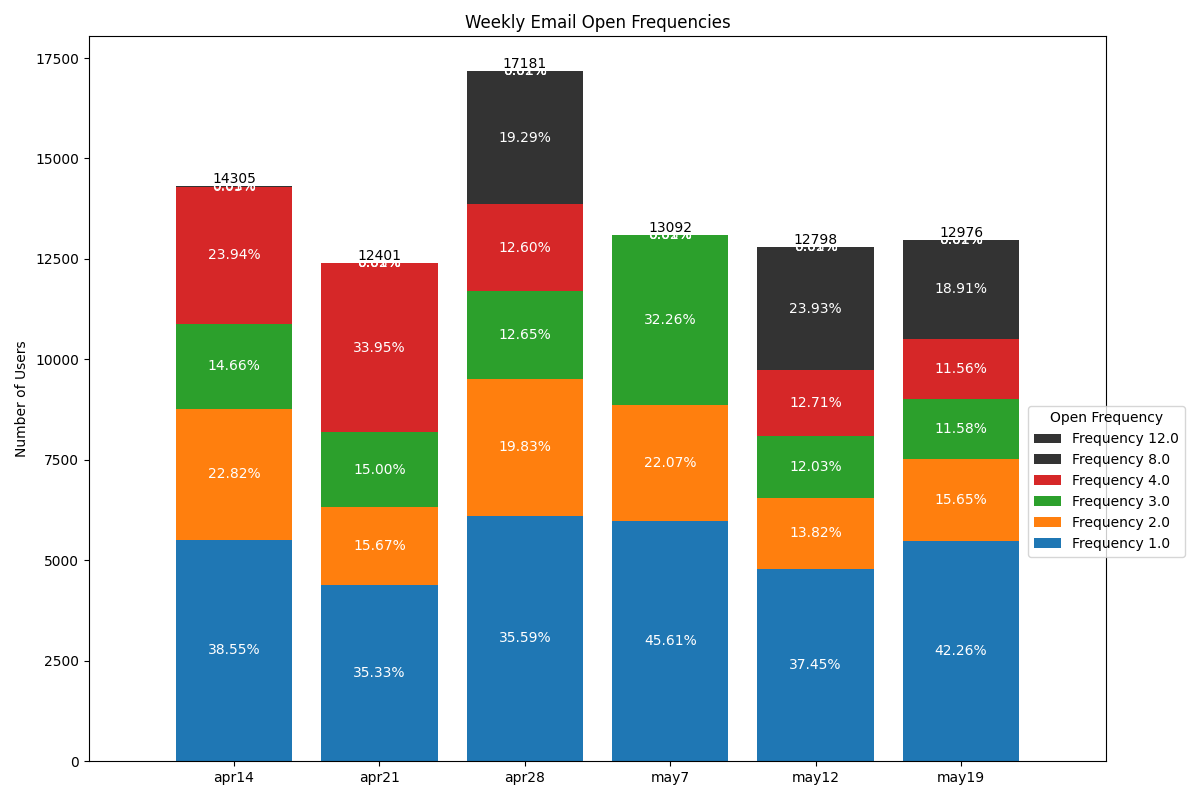 Weekly Email Open Frequencies
Number of Users
17500
15000
12500
10000
7500
5000
2500
0
14305
23.94%
14.66%
22.82%
38.55%
12401
33.95%
15.00%
15.67%
35.33%
17181
19.29%
12.60%
12.65%
19.83%
35.59%
13092
32.26%
22.07%
45.61%
12798
23.93%
12.71%
12.03%
13.82%
37.45%
12976
18.91%
11.56%
11.58%
15.65%
42.26%
apr14
apr21
apr28
may7
may12
may19
Open Frequency
Frequency 12.0
Frequency 8.0
Frequency 4.0
Frequency 3.0
Frequency 2.0
Frequency 1.0